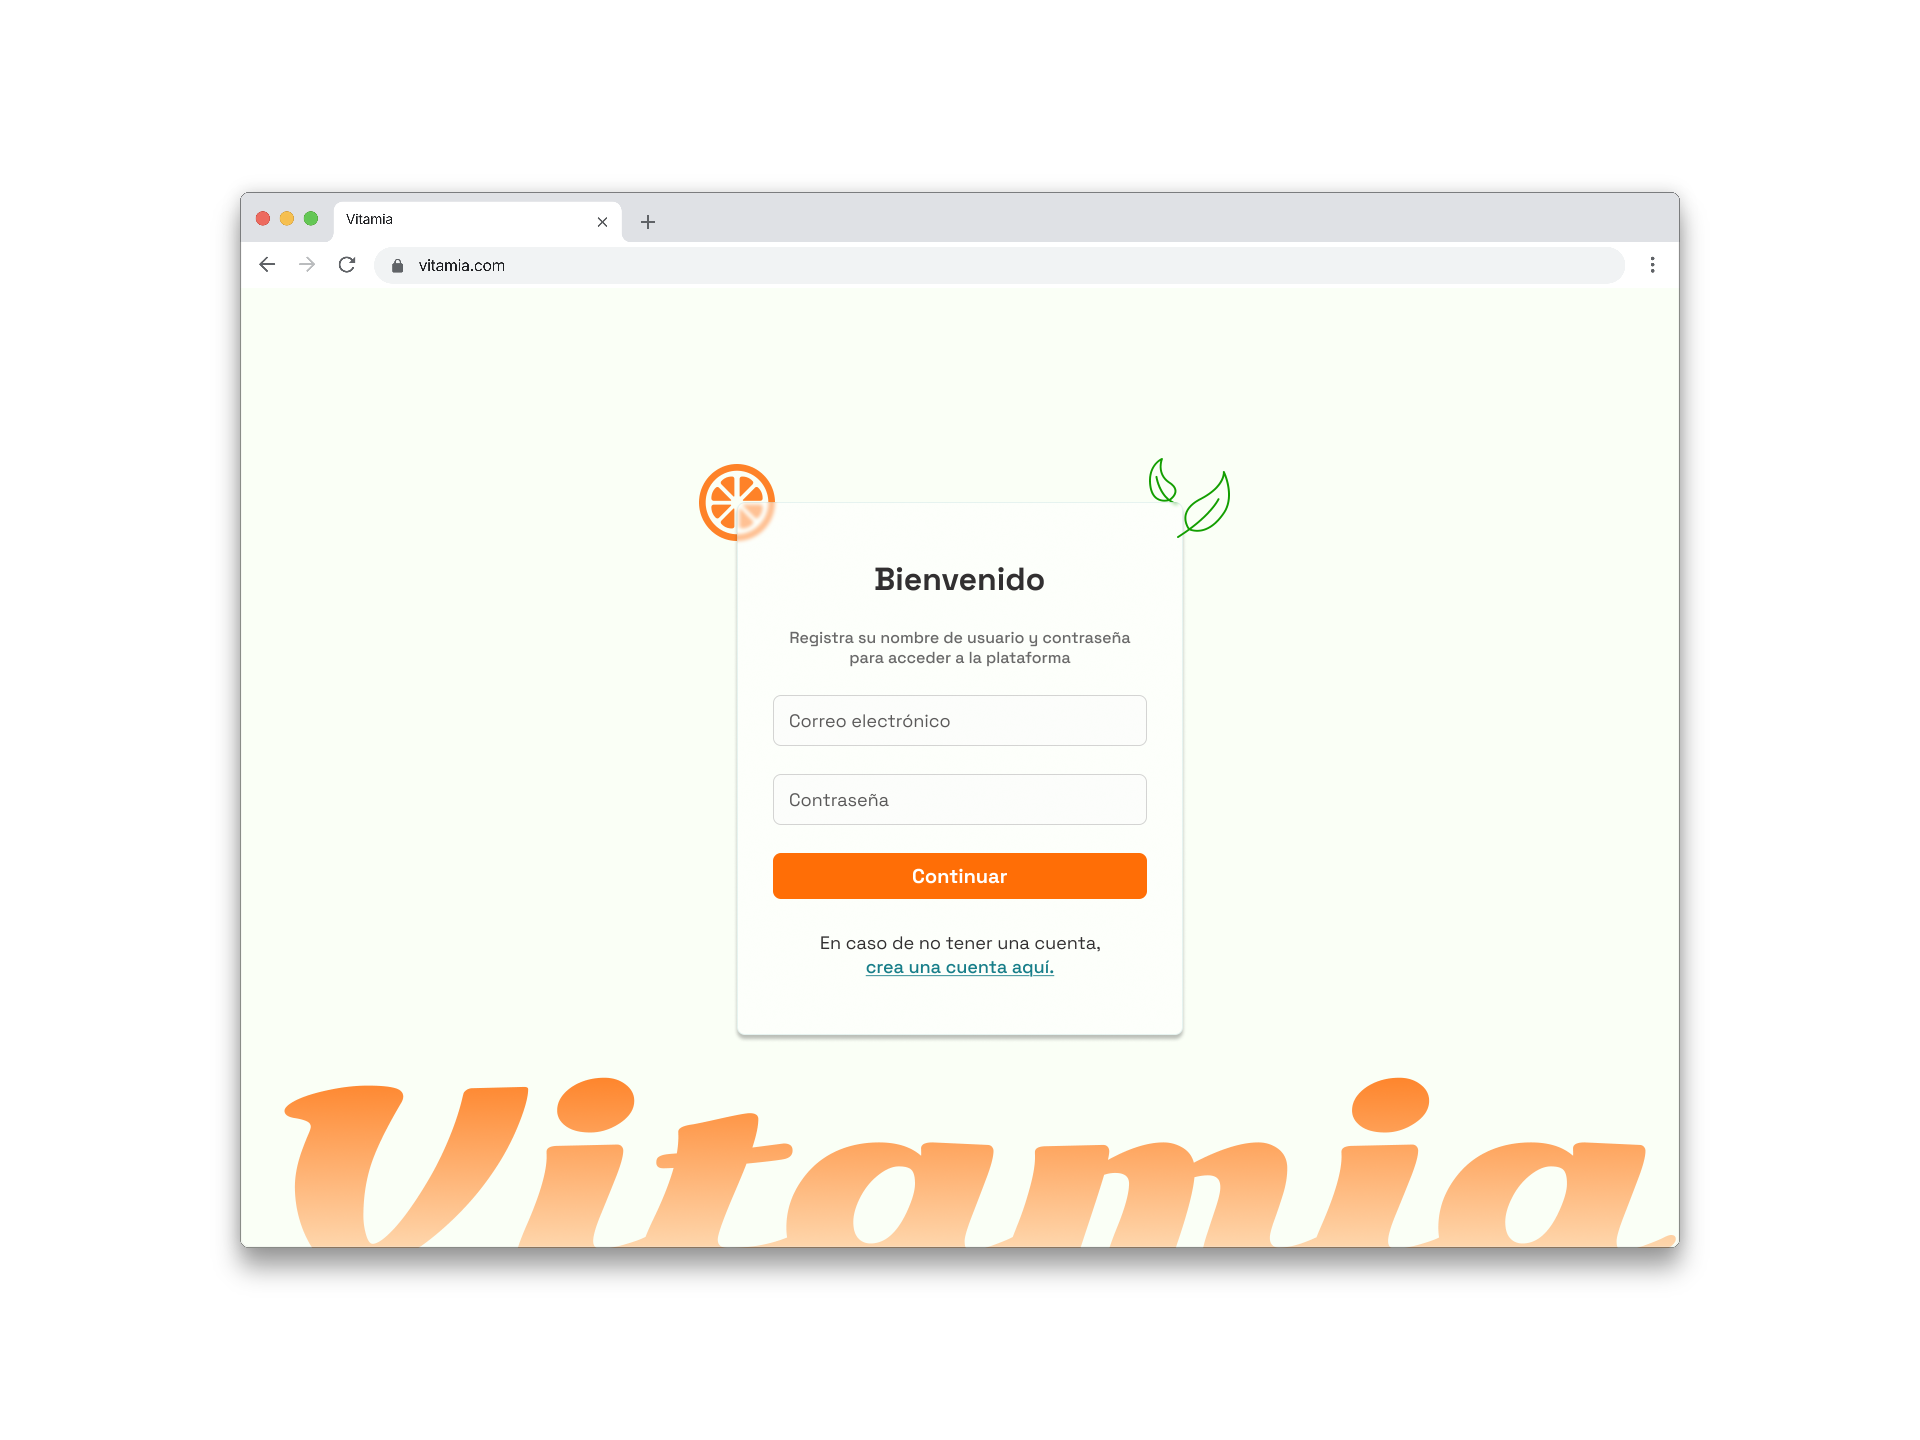 Vitamia
vitamia.com
Bienvenido
Registra su nombre de usuario y contraseña
para acceder a la plataforma
Correo electrónico
Contraseña
Continuar
En caso de no tener una cuenta,
crea una cuenta aquí.
Vitamia